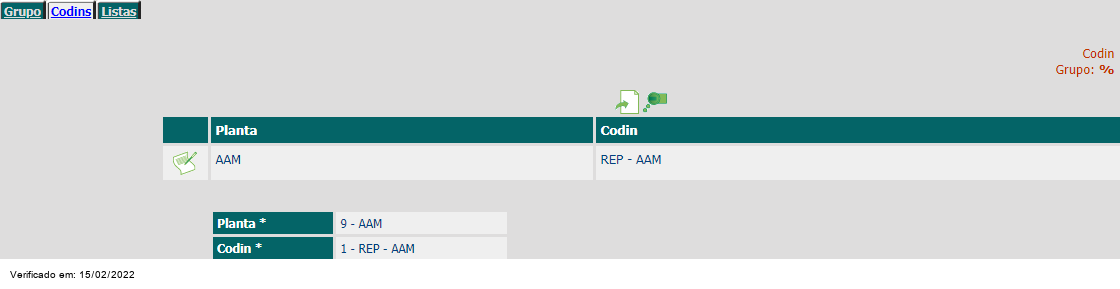 Grupo Codins Listas
Codin
Grupo: %
Planta Codin
AAM REP - AAM
Planta * 9 - AAM
Codin * 1 - REP - AAM
Verificado em: 15/02/2022